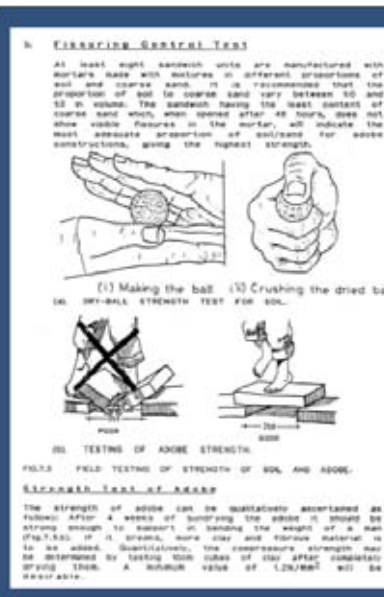 Fissuring Control Test
At least eight sandwich units are manufactured with
mortars made with mixtures in different proportions of
soil and coarse sand. It is recommended that the
proportion of soil to coarse sand vary between 1:0 and
1:3 in volume. The sandwich having the least content of
coarse sand which, when opened after 48 hours, does not
show visible fissures in the mortar, will indicate the
most adequate proportion of soil/sand for adobe
constructions, giving the highest strength.
(i) Making the ball (ii) Crushing the dried ba
(a) DRY-BALL STRENGTH TEST FOR SOIL.
POOR
GOOD
(b) TESTING OF ADOBE STRENGTH
FIG.7.5 FIELD TESTING OF STRENGTH OF SOIL AND ADOBE.
Strength Test of Adobe
The strength of adobe can be qualitatively ascertained as
follows: After 4 weeks of sundrying the adobe it should be
strong enough to support in bending the weight of a man
(Fig.7.5b). If it breaks, more clay and fibrous material is
to be added. Quantitatively, the compressure strength may
be determined by testing 10cm cubes of clay after completely
drying them. A minimum value of 1.2N/mm² will be
desirable.